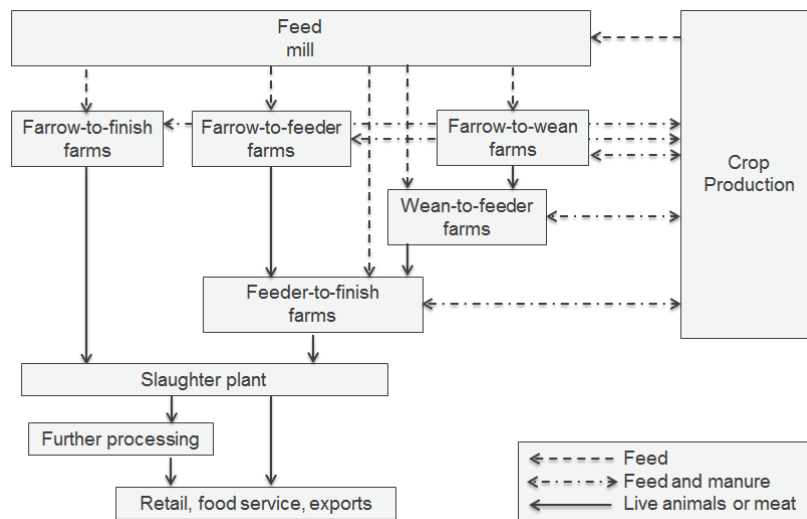 Feed
mill
Farrow-to-finish
farms
Farrow-to-feeder
farms
Farrow-to-wean
farms
Crop
Production
Wean-to-feeder
farms
Feeder-to-finish
farms
Slaughter plant
Further processing
Retail, food service, exports
Feed
Feed and manure
Live animals or meat